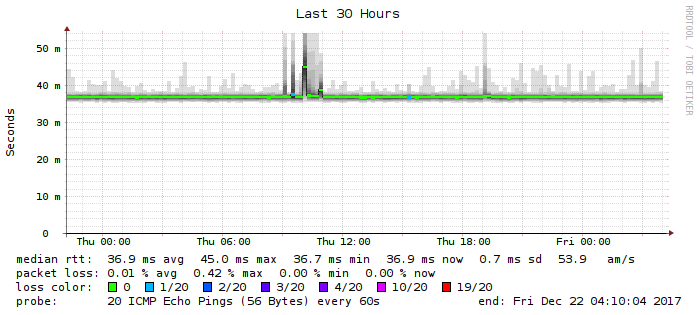 Last 30 Hours
RRDTOOL / TOBI OETIKER
Seconds
50 m
40 m
30 m
20 m
10 m
0
Thu 00:00 Thu 06:00 Thu 12:00 Thu 18:00 Fri 00:00
median rtt: 36.9 ms avg 45.0 ms max 36.7 ms min 36.9 ms now 0.7 ms sd 53.9 am/s
packet loss: 0.01 % avg 0.42 % max 0.00 % min 0.00 % now
loss color: 0 1/20 2/20 3/20 4/20 10/20 19/20
probe: 20 ICMP Echo Pings (56 Bytes) every 60s end: Fri Dec 22 04:10:04 2017